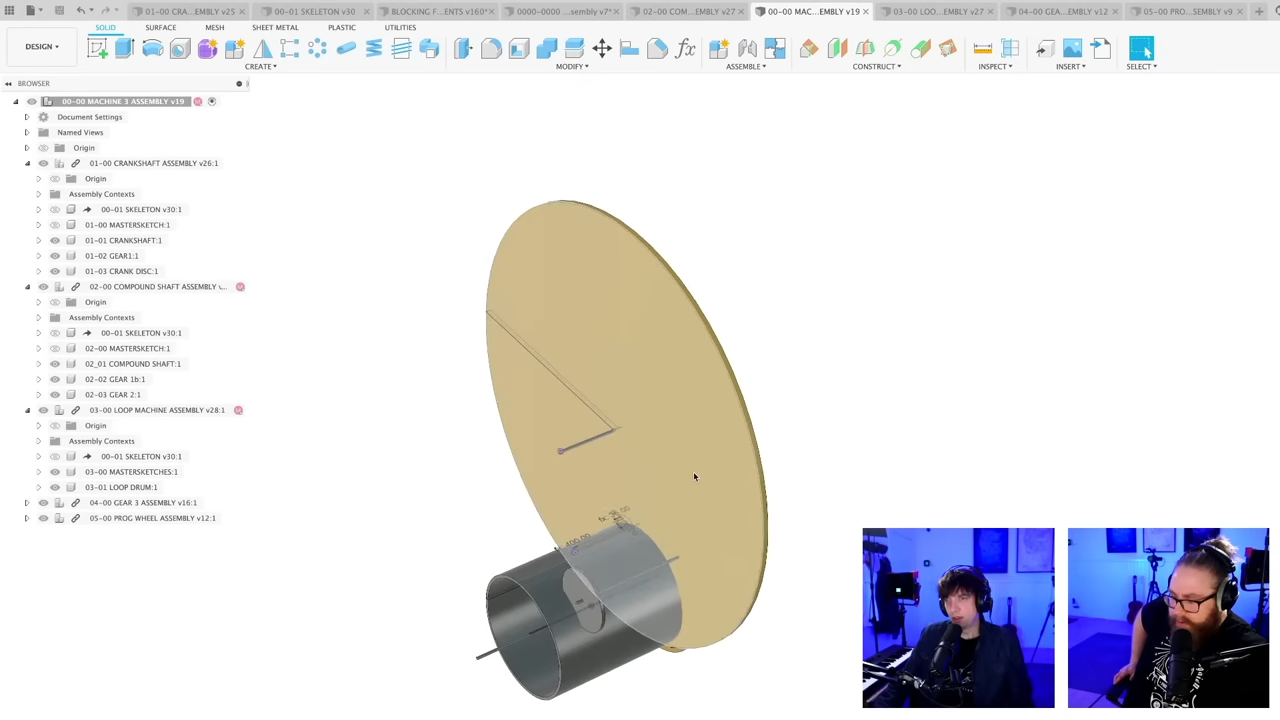 01-00 CRA...EMBLY v25
00-01 SKELETON v30
BLOCKING F...ENTS v160*
0000-0000 ...sembly v7*
02-00 COM...EMBLY v27
00-00 MAC...EMBLY v19
03-00 LOO...EMBLY v27
04-00 GEA...EMBLY v12
05-00 PRO...SEMBLY v9
SOLID
SURFACE
MESH
SHEET METAL
PLASTIC
UTILITIES
DESIGN
fx
CREATE
MODIFY
ASSEMBLE
CONSTRUCT
INSPECT
INSERT
SELECT
BROWSER
00-00 MACHINE 3 ASSEMBLY v19
Document Settings
Named Views
Origin
01-00 CRANKSHAFT ASSEMBLY v26:1
Origin
Assembly Contexts
00-01 SKELETON v30:1
01-00 MASTERSKETCH:1
01-01 CRANKSHAFT:1
01-02 GEAR1:1
01-03 CRANK DISC:1
02-00 COMPOUND SHAFT ASSEMBLY v...
Origin
Assembly Contexts
00-01 SKELETON v30:1
02-00 MASTERSKETCH:1
02_01 COMPOUND SHAFT:1
02-02 GEAR 1b:1
02-03 GEAR 2:1
03-00 LOOP MACHINE ASSEMBLY v28:1
Origin
Assembly Contexts
00-01 SKELETON v30:1
03-00 MASTERSKETCHES:1
03-01 LOOP DRUM:1
04-00 GEAR 3 ASSEMBLY v16:1
05-00 PROG WHEEL ASSEMBLY v12:1
400.00